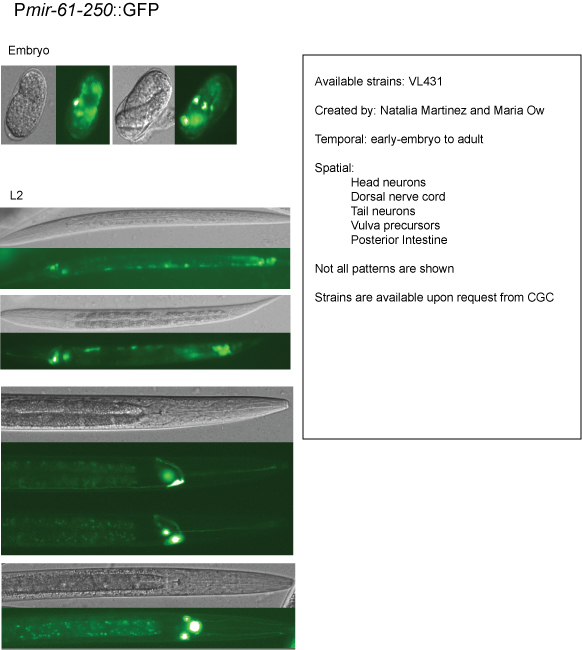 Pmir-61-250::GFP
Embryo
L2
Available strains: VL431
Created by: Natalia Martinez and Maria Ow
Temporal: early-embryo to adult
Spatial:
Head neurons
Dorsal nerve cord
Tail neurons
Vulva precursors
Posterior Intestine
Not all patterns are shown
Strains are available upon request from CGC